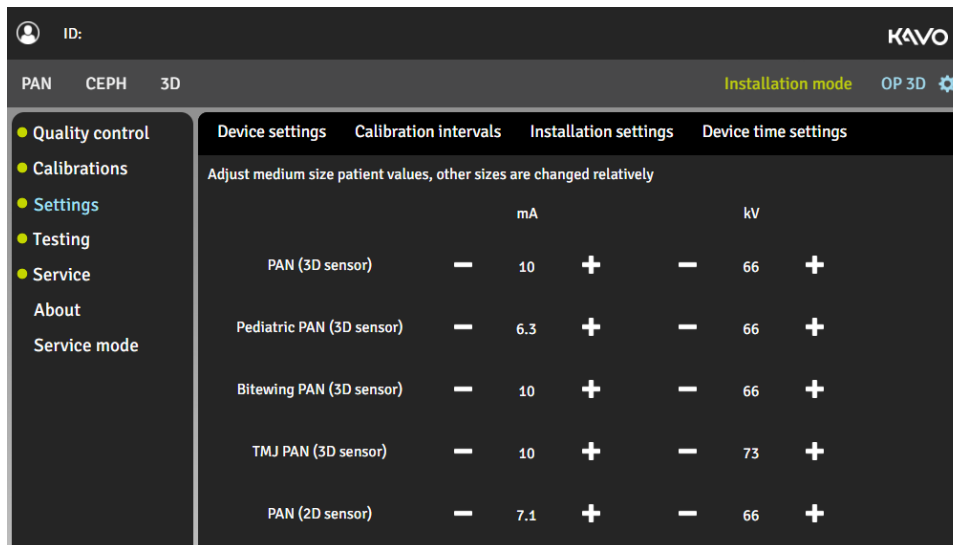 ID:
KAVO
PAN CEPH 3D Installation mode OP 3D
Quality control
Calibrations
Settings
Testing
Service
About
Service mode
Device settings Calibration intervals Installation settings Device time settings
Adjust medium size patient values, other sizes are changed relatively
mA kV
PAN (3D sensor) − 10 + − 66 +
Pediatric PAN (3D sensor) − 6.3 + − 66 +
Bitewing PAN (3D sensor) − 10 + − 66 +
TMJ PAN (3D sensor) − 10 + − 73 +
PAN (2D sensor) − 7.1 + − 66 +